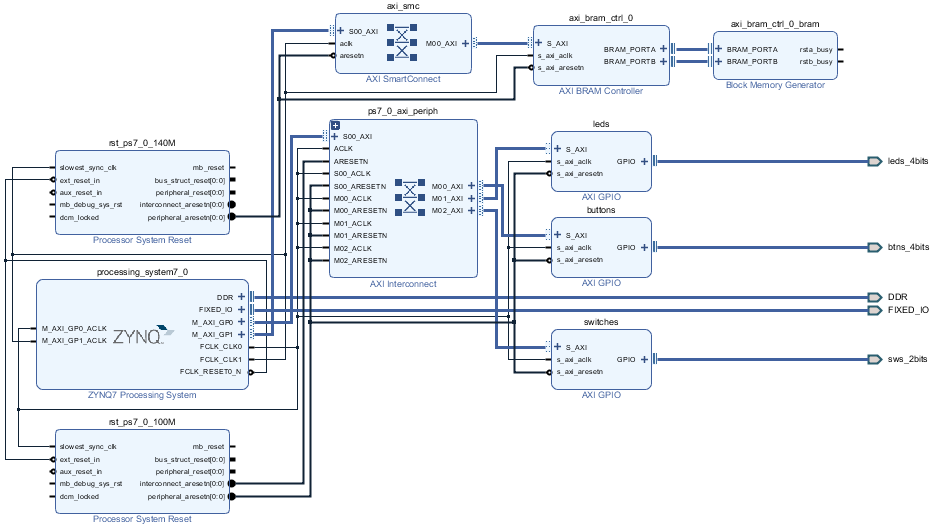 axi_smc
S00_AXI
aclk
aresetn
M00_AXI
AXI SmartConnect
axi_bram_ctrl_0
S_AXI
s_axi_aclk
s_axi_aresetn
BRAM_PORTA
BRAM_PORTB
AXI BRAM Controller
axi_bram_ctrl_0_bram
BRAM_PORTA
BRAM_PORTB
rsta_busy
rstb_busy
Block Memory Generator
ps7_0_axi_periph
S00_AXI
ACLK
ARESETN
S00_ACLK
S00_ARESETN
M00_ACLK
M00_ARESETN
M01_ACLK
M01_ARESETN
M02_ACLK
M02_ARESETN
M00_AXI
M01_AXI
M02_AXI
AXI Interconnect
leds
S_AXI
s_axi_aclk
s_axi_aresetn
GPIO
AXI GPIO
leds_4bits
rst_ps7_0_140M
slowest_sync_clk
ext_reset_in
aux_reset_in
mb_debug_sys_rst
dcm_locked
mb_reset
bus_struct_reset[0:0]
peripheral_reset[0:0]
interconnect_aresetn[0:0]
peripheral_aresetn[0:0]
Processor System Reset
buttons
S_AXI
s_axi_aclk
s_axi_aresetn
GPIO
AXI GPIO
btns_4bits
processing_system7_0
M_AXI_GP0_ACLK
M_AXI_GP1_ACLK
ZYNQ
DDR
FIXED_IO
M_AXI_GP0
M_AXI_GP1
FCLK_CLK0
FCLK_CLK1
FCLK_RESET0_N
ZYNQ7 Processing System
DDR
FIXED_IO
switches
S_AXI
s_axi_aclk
s_axi_aresetn
GPIO
AXI GPIO
sws_2bits
rst_ps7_0_100M
slowest_sync_clk
ext_reset_in
aux_reset_in
mb_debug_sys_rst
dcm_locked
mb_reset
bus_struct_reset[0:0]
peripheral_reset[0:0]
interconnect_aresetn[0:0]
peripheral_aresetn[0:0]
Processor System Reset